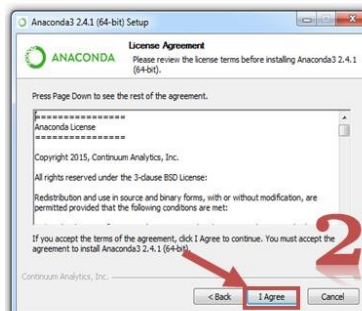 Anaconda3 2.4.1 (64-bit) Setup
ANACONDA
License Agreement
Please review the license terms before installing Anaconda3 2.4.1
(64-bit).
Press Page Down to see the rest of the agreement.
================
Anaconda License
================
Copyright 2015, Continuum Analytics, Inc.
All rights reserved under the 3-clause BSD License:
Redistribution and use in source and binary forms, with or without modification, are
permitted provided that the following conditions are met:
If you accept the terms of the agreement, click I Agree to continue. You must accept the
agreement to install Anaconda3 2.4.1 (64-bit).
2
Continuum Analytics, Inc.
< Back
I Agree
Cancel